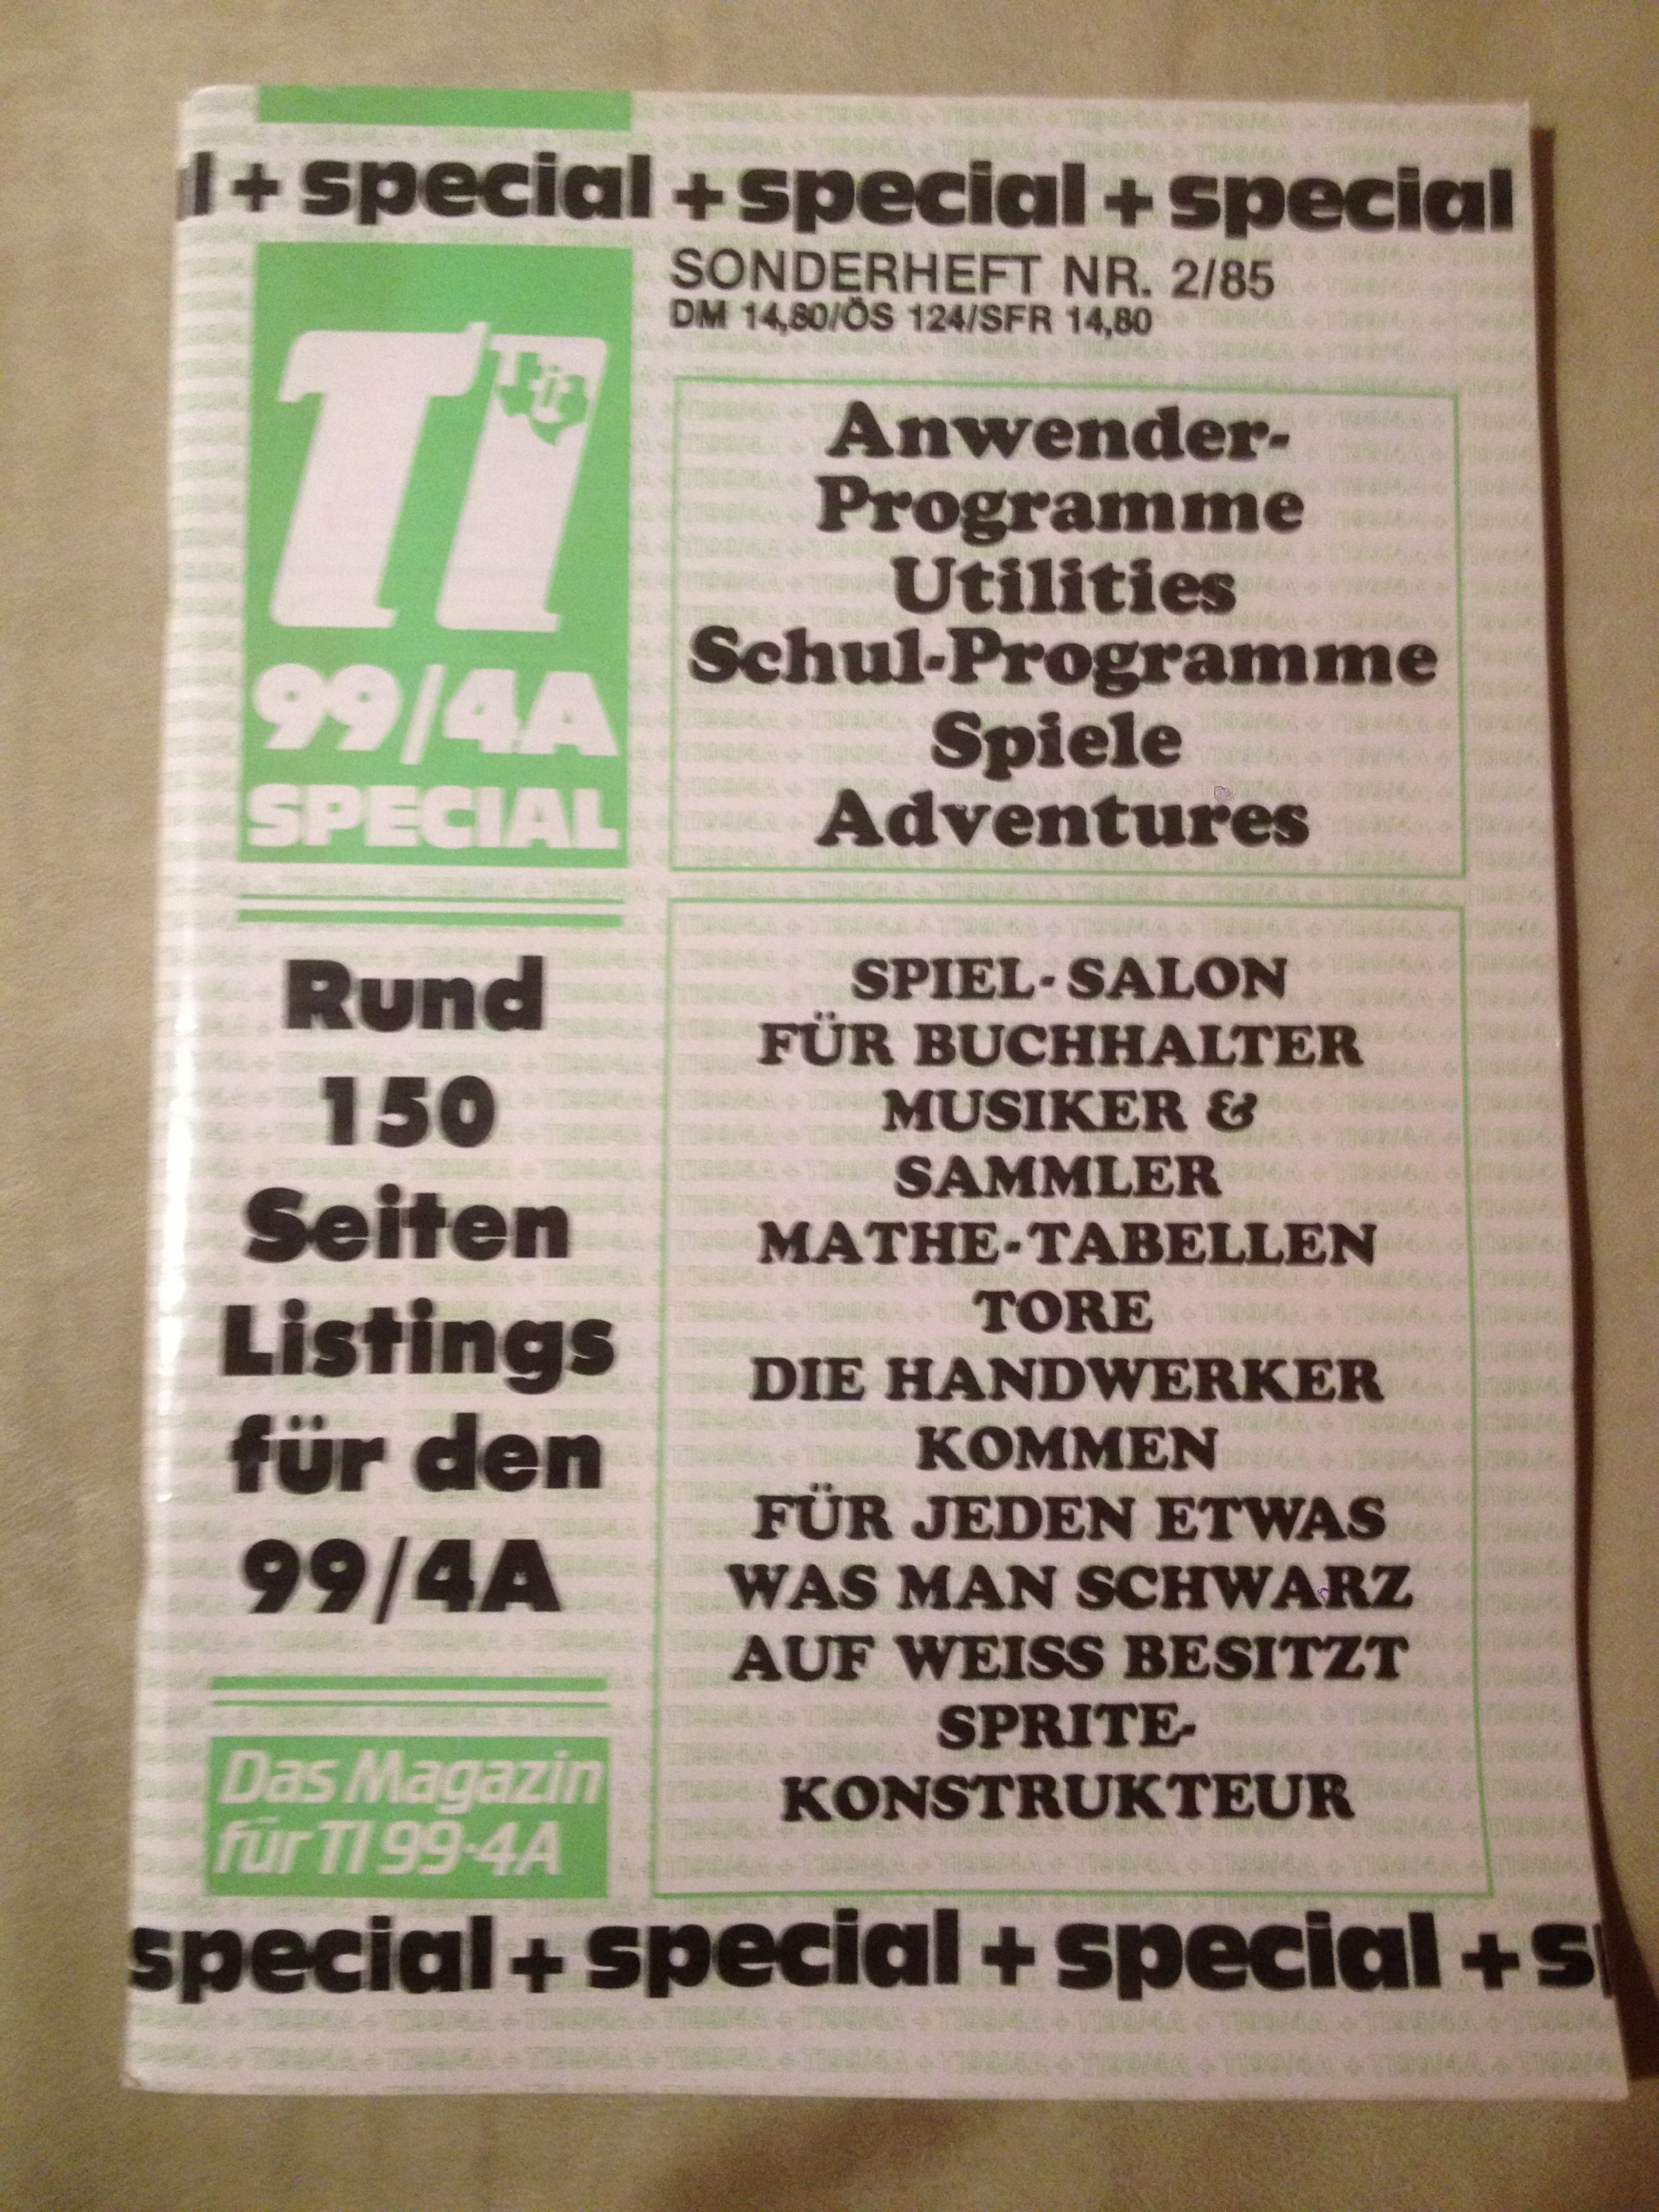 l + special + special + special
SONDERHEFT NR. 2/85
DM 14,80/ÖS 124/SFR 14,80
TI
99/4A
SPECIAL
Anwender-
Programme
Utilities
Schul-Programme
Spiele
Adventures
Rund
150
Seiten
Listings
für den
99/4A
SPIEL-SALON
FÜR BUCHHALTER
MUSIKER &
SAMMLER
MATHE-TABELLEN
TORE
DIE HANDWERKER
KOMMEN
FÜR JEDEN ETWAS
WAS MAN SCHWARZ
AUF WEISS BESITZT
SPRITE-
KONSTRUKTEUR
Das Magazin
für TI 99·4A
special + special + special + sp